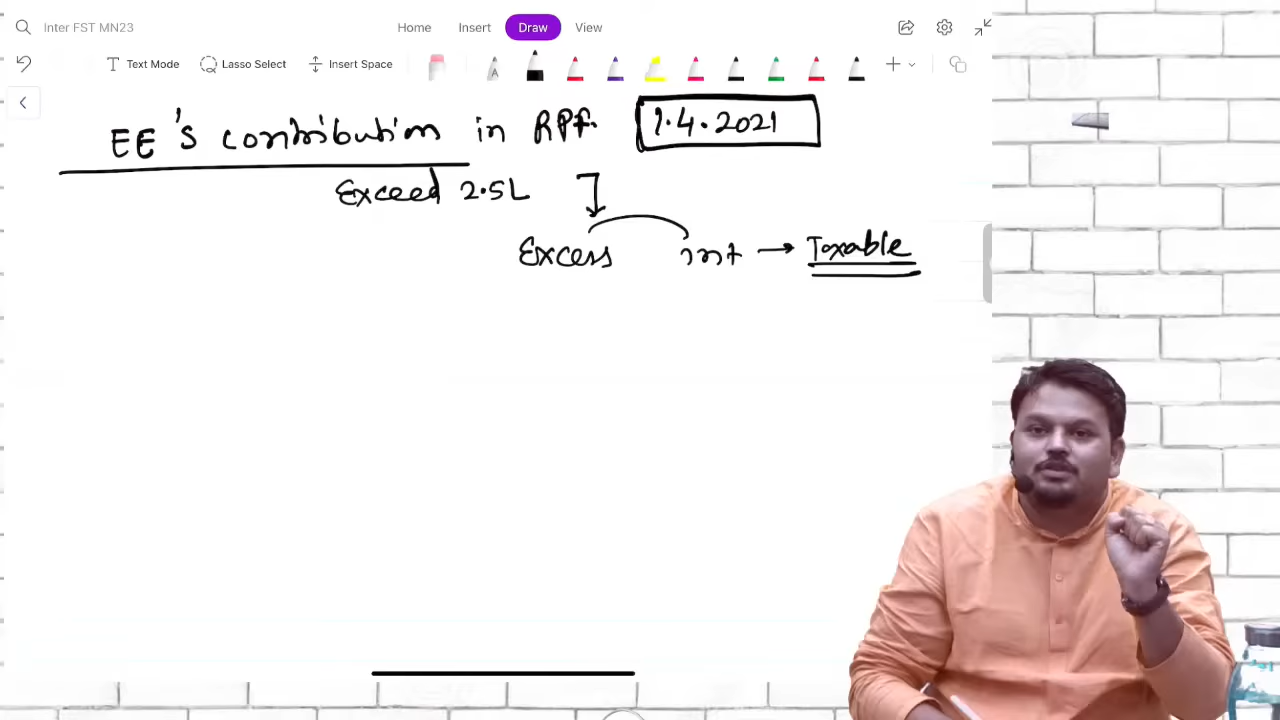 Inter FST MN23
Home Insert Draw View
Text Mode Lasso Select Insert Space
EE's contribution in RPF. 1.4.2021
Exceed 2.5L
Excess int → Taxable